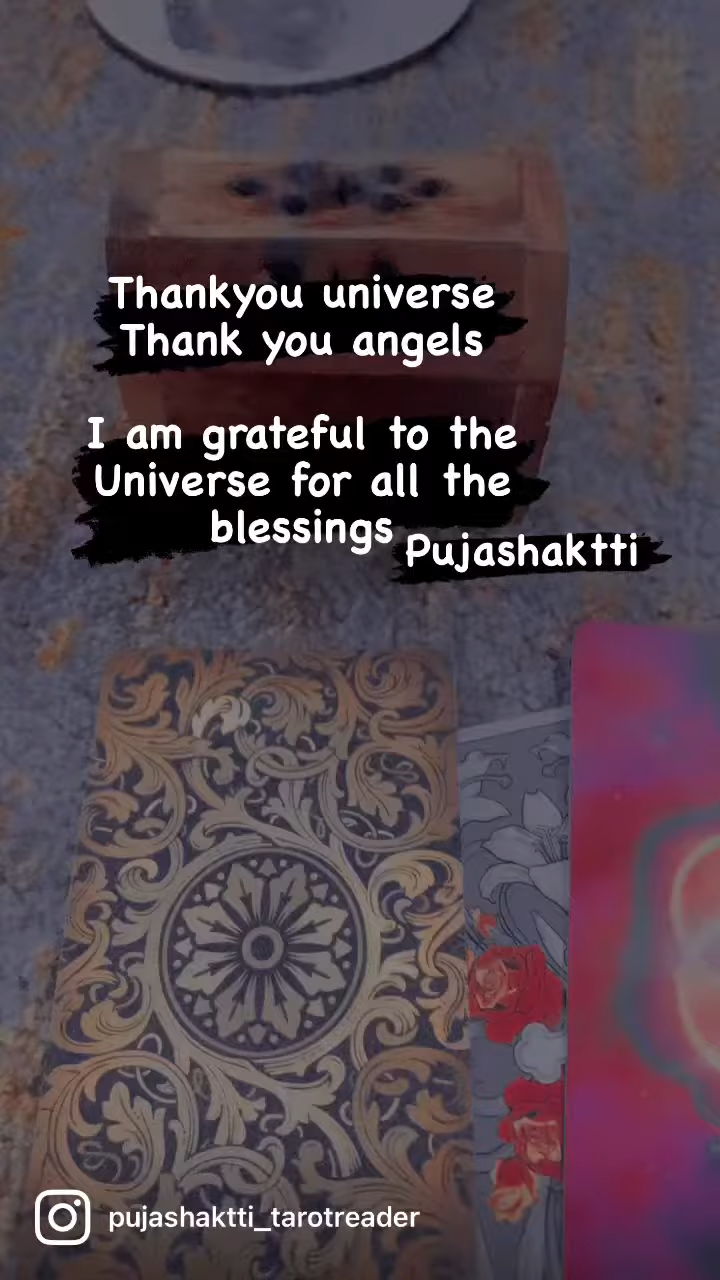 Thankyou universe
Thank you angels
I am grateful to the
Universe for all the
blessings
Pujashaktti
pujashaktti_tarotreader